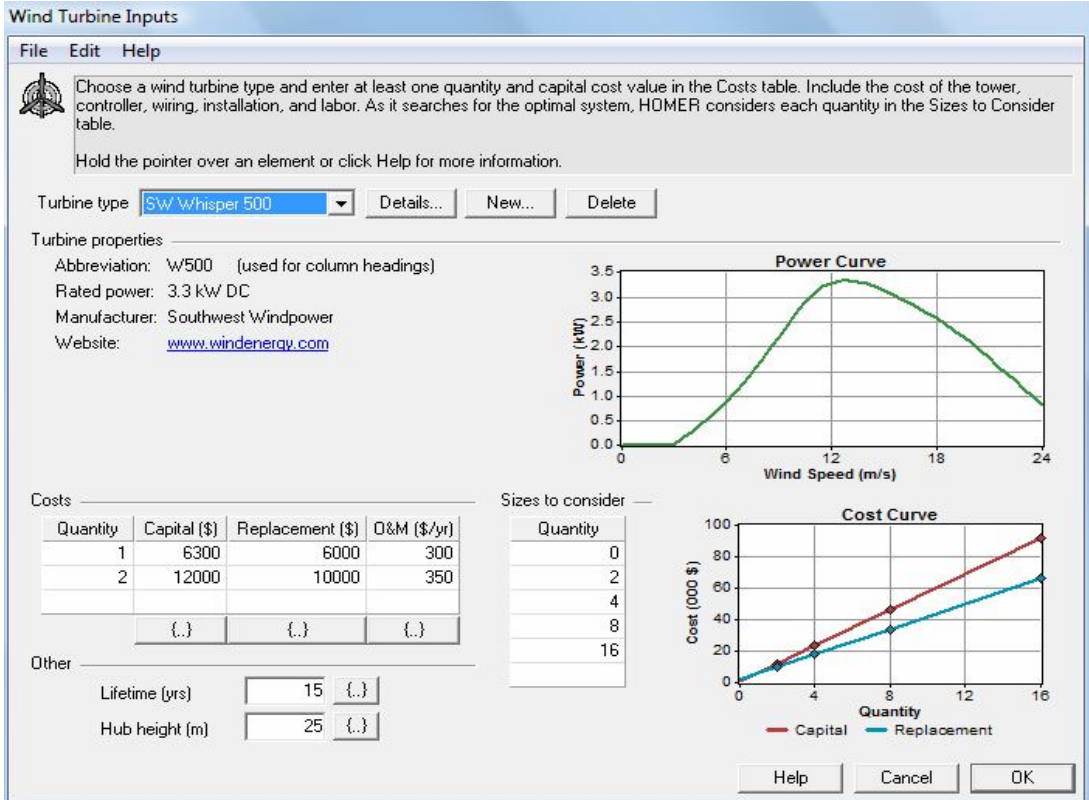 Wind Turbine Inputs
File Edit Help
Choose a wind turbine type and enter at least one quantity and capital cost value in the Costs table. Include the cost of the tower,
controller, wiring, installation, and labor. As it searches for the optimal system, HOMER considers each quantity in the Sizes to Consider
table.
Hold the pointer over an element or click Help for more information.
Turbine type SW Whisper 500 Details... New... Delete
Turbine properties
Abbreviation: W500 (used for column headings)
Rated power: 3.3 kW DC
Manufacturer: Southwest Windpower
Website: www.windenergy.com
Power Curve
3.5
3.0
2.5
2.0
1.5
1.0
0.5
0.0
Power (kW)
0 6 12 18 24
Wind Speed (m/s)
Costs
Quantity Capital ($) Replacement ($) O&M ($/yr)
1 6300 6000 300
2 12000 10000 350
{..} {..} {..}
Other
Lifetime (yrs) 15 {..}
Hub height (m) 25 {..}
Sizes to consider
Quantity
0
2
4
8
16
Cost Curve
100
80
60
40
20
0
Cost (000 $)
0 4 8 12 16
Quantity
Capital Replacement
Help Cancel OK